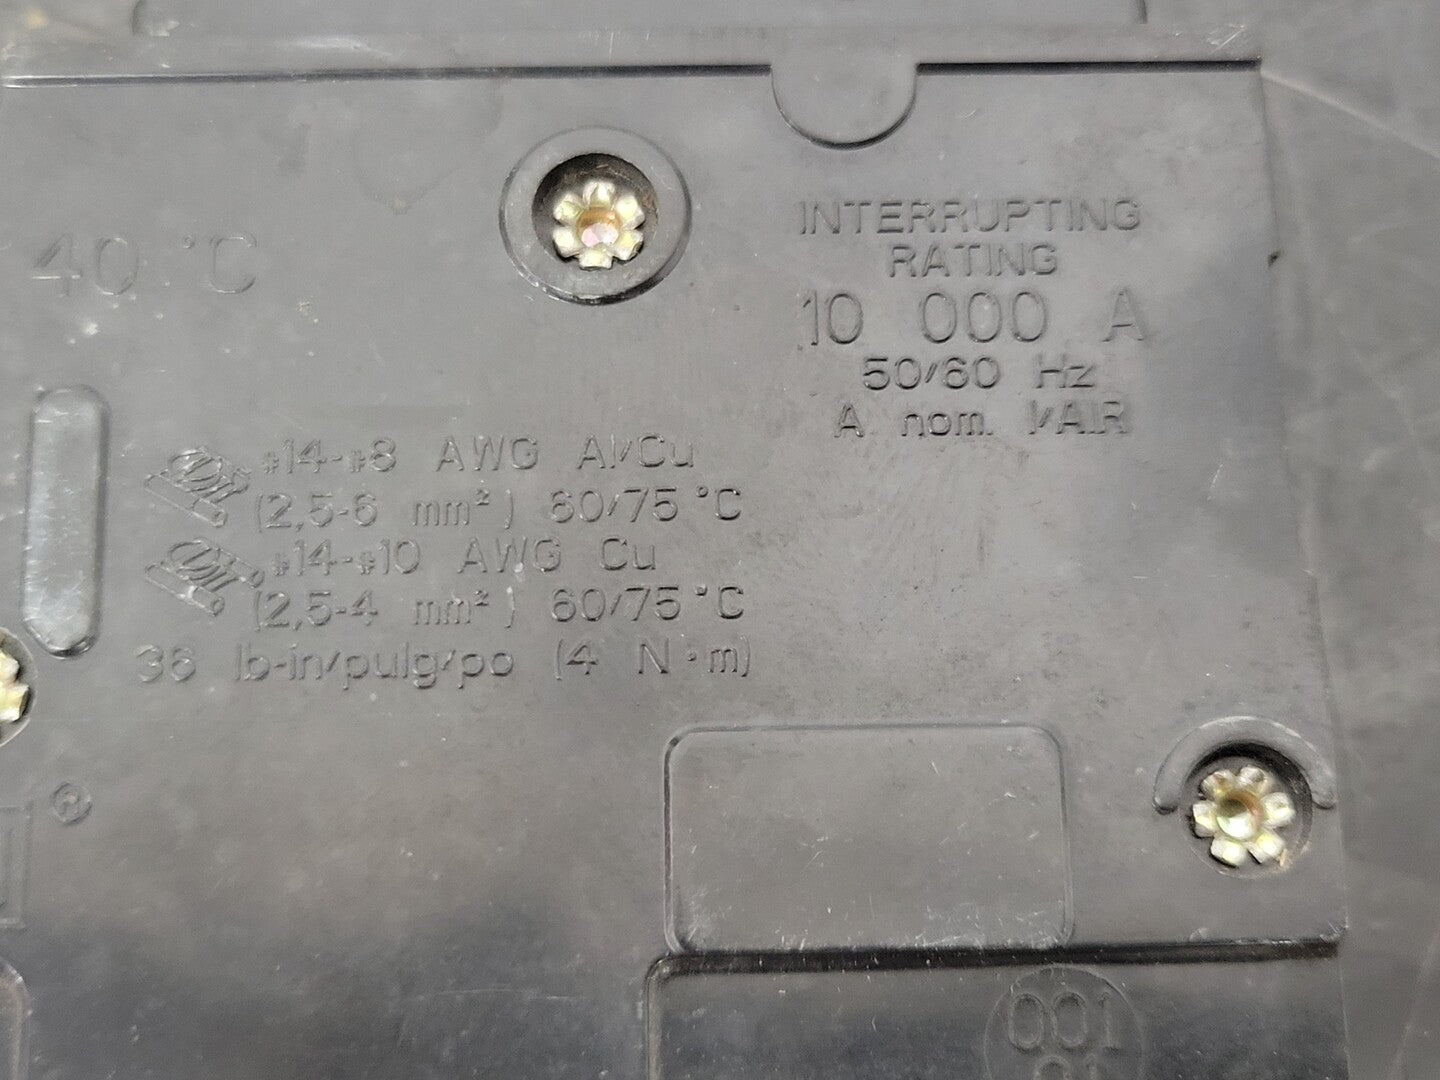 INTERRUPTING
RATING
40 °C
10 000 A
50/60 Hz
A nom. I/A.I.R
#14-#8 AWG Al/Cu
(2,5-6 mm²) 60/75 °C
#14-#10 AWG Cu
(2,5-4 mm²) 60/75 °C
36 lb-in/pulg/po (4 N·m)
®
001